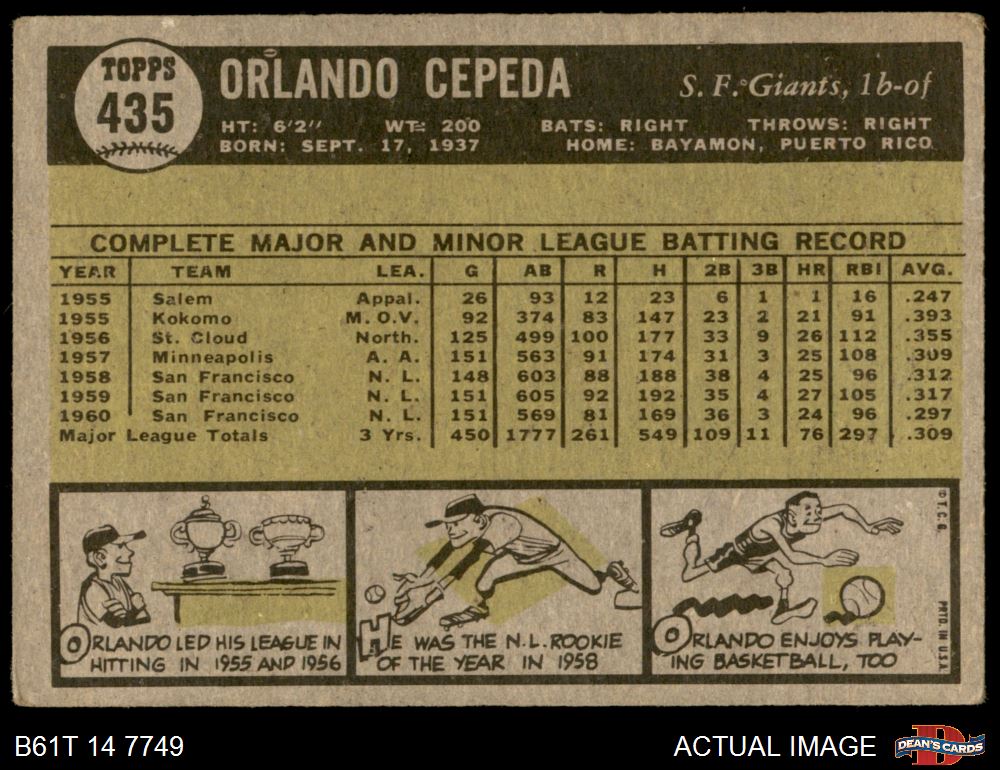 TOPPS
435
ORLANDO CEPEDA
S. F. Giants, 1b-of
HT: 6'2" WT: 200 BATS: RIGHT THROWS: RIGHT
BORN: SEPT. 17, 1937 HOME: BAYAMON, PUERTO RICO
COMPLETE MAJOR AND MINOR LEAGUE BATTING RECORD
YEAR TEAM LEA. G AB R H 2B 3B HR RBI AVG.
1955 Salem Appal. 26 93 12 23 6 1 1 16 .247
1955 Kokomo M. O.V. 92 374 83 147 23 2 21 91 .393
1956 St. Cloud North. 125 499 100 177 33 9 26 112 .355
1957 Minneapolis A. A. 151 563 91 174 31 3 25 108 .309
1958 San Francisco N. L. 148 603 88 188 38 4 25 96 .312
1959 San Francisco N. L. 151 605 92 192 35 4 27 105 .317
1960 San Francisco N. L. 151 569 81 169 36 3 24 96 .297
Major League Totals 3 Yrs. 450 1777 261 549 109 11 76 297 .309
ORLANDO LED HIS LEAGUE IN
HITTING IN 1955 AND 1956
HE WAS THE N.L. ROOKIE
OF THE YEAR IN 1958
ORLANDO ENJOYS PLAY-
ING BASKETBALL, TOO
© T. C. G.
PRTD. IN U.S.A.
B61T 14 7749
ACTUAL IMAGE
D
DEAN'S CARDS